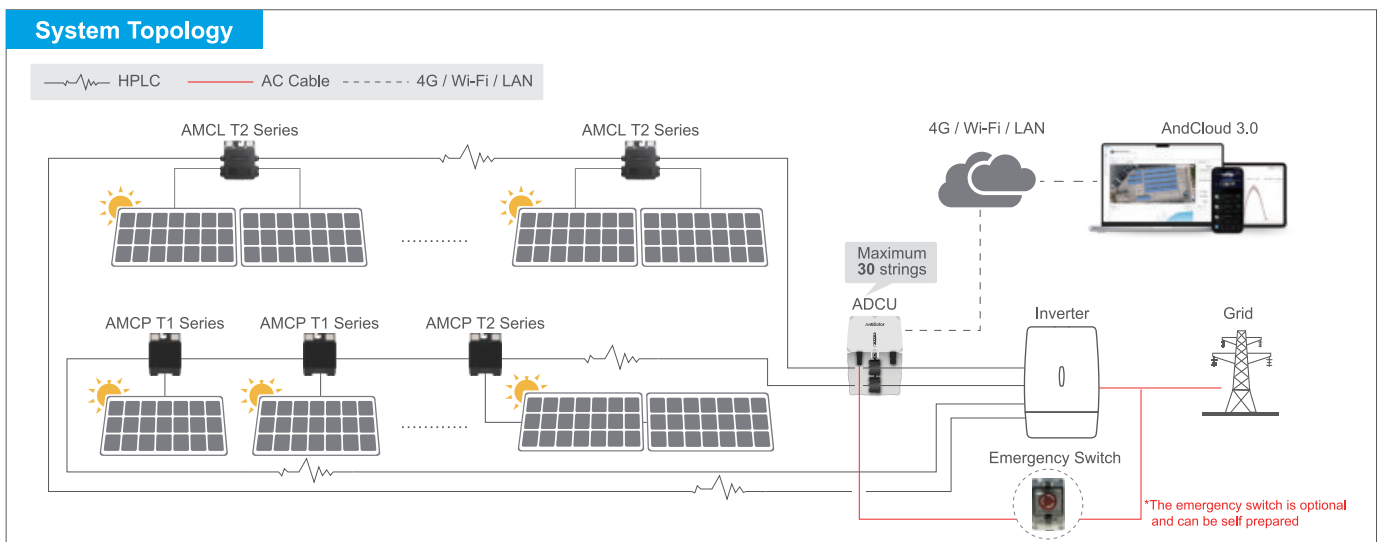 System Topology
HPLC
AC Cable
4G / Wi-Fi / LAN
AMCL T2 Series
AMCL T2 Series
4G / Wi-Fi / LAN
AndCloud 3.0
Maximum
30 strings
ADCU
Inverter
Grid
AMCP T1 Series
AMCP T1 Series
AMCP T2 Series
Emergency Switch
*The emergency switch is optional
and can be self prepared